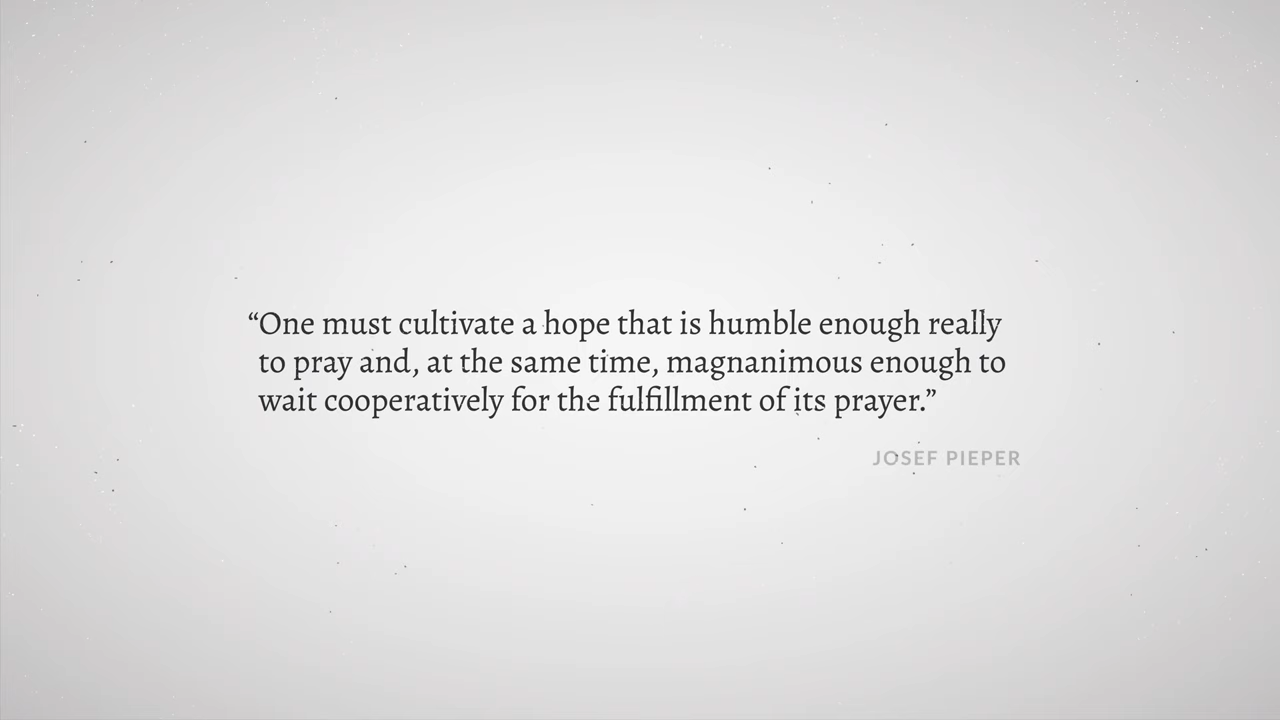 “One must cultivate a hope that is humble enough really
to pray and, at the same time, magnanimous enough to
wait cooperatively for the fulfillment of its prayer.”
JOSEF PIEPER